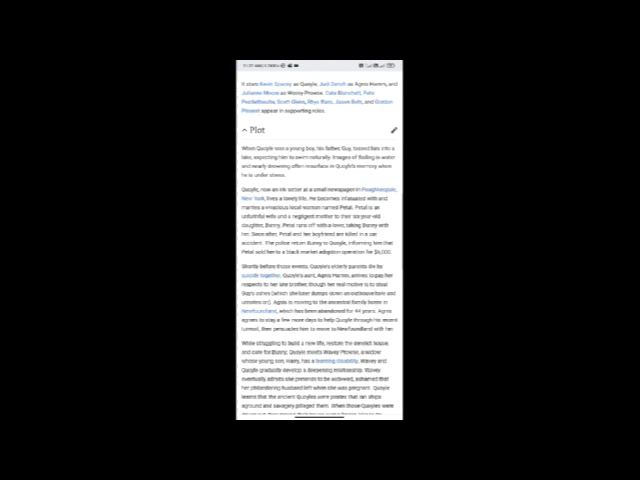 It stars Kevin Spacey as Quoyle, Judi Dench as Agnis Hamm, and
Julianne Moore as Wavey Prowse. Cate Blanchett, Pete
Postlethwaite, Scott Glenn, Rhys Ifans, Jason Behr, and Gordon
Pinsent appear in supporting roles.
Plot
When Quoyle was a young boy, his father, Guy, tossed him into a
lake, expecting him to swim naturally. Images of flailing in water
and nearly drowning often resurface in Quoyle's memory when
he is under stress.
Quoyle, now an ink setter at a small newspaper in Poughkeepsie,
New York, lives a lonely life. He becomes infatuated with and
marries a vivacious local woman named Petal. Petal is an
unfaithful wife and a negligent mother to their six-year-old
daughter, Bunny. Petal runs off with a lover, taking Bunny with
her. Soon after, Petal and her boyfriend are killed in a car
accident. The police return Bunny to Quoyle, informing him that
Petal sold her to a black market adoption operation for $6,000.
Shortly before those events, Quoyle's elderly parents die by
suicide together. Quoyle's aunt, Agnis Hamm, arrives to pay her
respects to her late brother though her real motive is to steal
Guy's ashes (which she later dumps down an outhouse hole and
urinates on). Agnis is moving to the ancestral family home in
Newfoundland, which has been abandoned for 44 years. Agnis
agrees to stay a few more days to help Quoyle through his recent
turmoil, then persuades him to move to Newfoundland with her.
While struggling to build a new life, restore the derelict house,
and care for Bunny, Quoyle meets Wavey Prowse, a widow
whose young son, Harry, has a learning disability. Wavey and
Quoyle gradually develop a deepening relationship. Wavey
eventually admits she pretends to be widowed, ashamed that
her philandering husband left when she was pregnant. Quoyle
learns that the ancient Quoyles were pirates that ran ships
aground and savagely pillaged them. When those Quoyles were